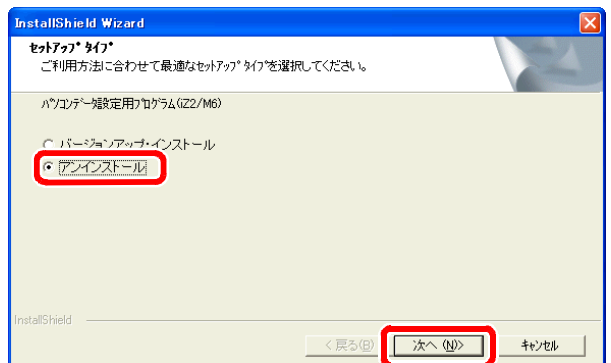 InstallShield Wizard
セットアップ タイプ
ご利用方法に合わせて最適なセットアップ タイプを選択してください。
パソコンデータ設定用プログラム(iZ2/M6)
バージョンアップ・インストール
アンインストール
InstallShield
< 戻る(B)
次へ (N)>
キャンセル